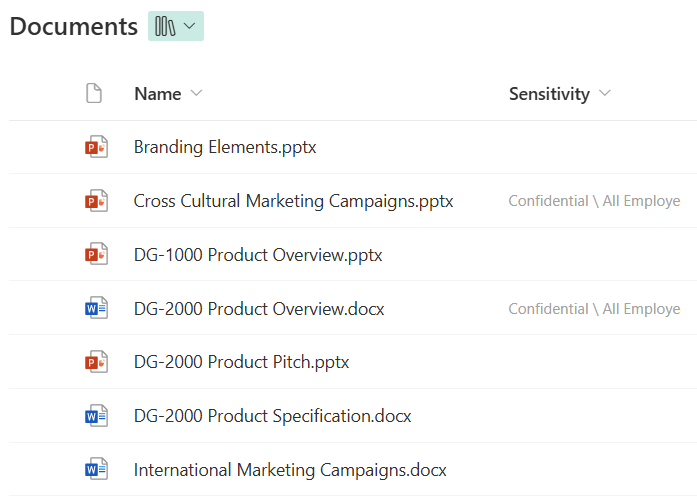 Documents
Name Sensitivity
Branding Elements.pptx
Cross Cultural Marketing Campaigns.pptx Confidential \ All Employe
DG-1000 Product Overview.pptx
DG-2000 Product Overview.docx Confidential \ All Employe
DG-2000 Product Pitch.pptx
DG-2000 Product Specification.docx
International Marketing Campaigns.docx